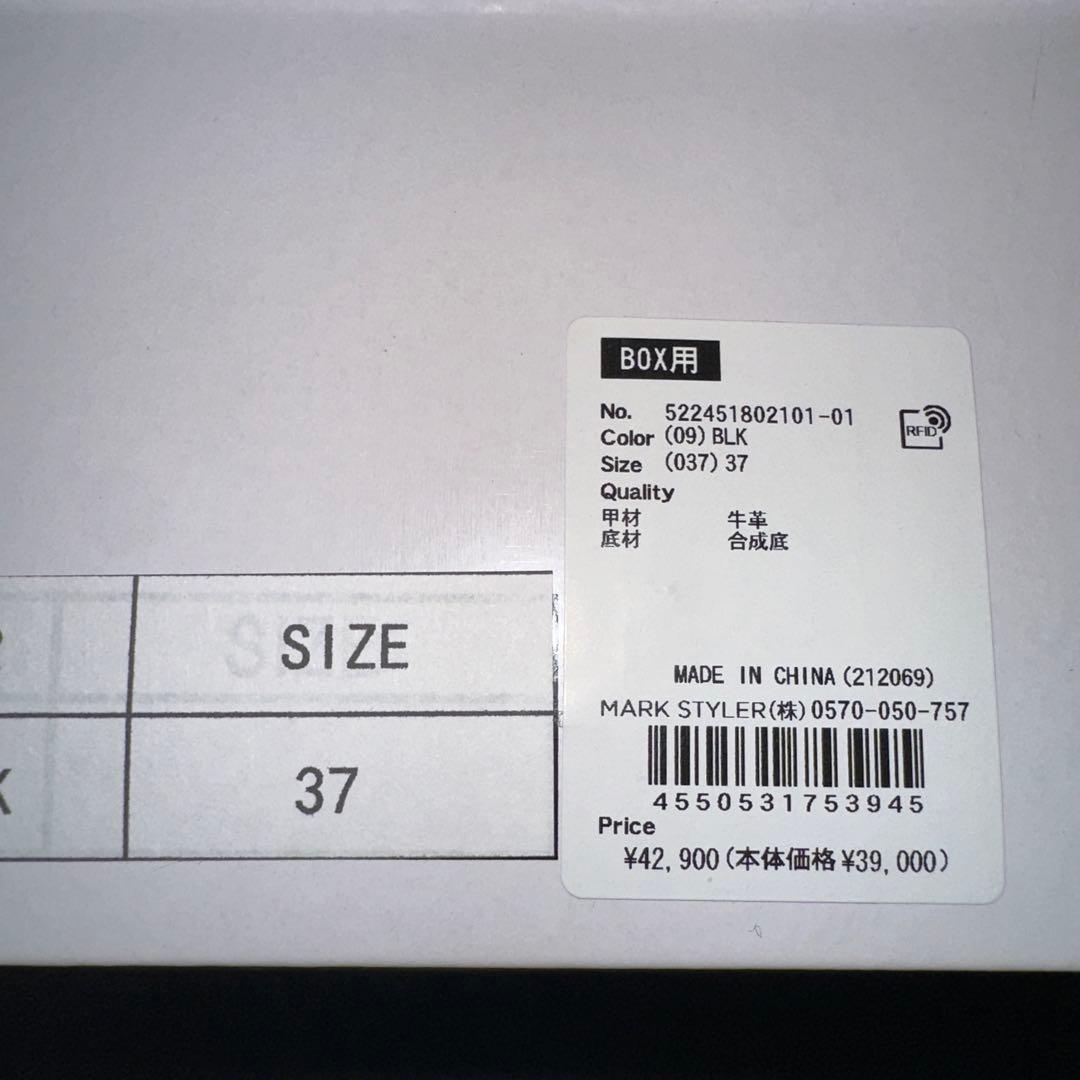 BOX用
No. 522451802101-01
RFID
Color (09) BLK
Size (037) 37
Quality
甲材 牛革
底材 合成底
MADE IN CHINA (212069)
MARK STYLER(株) 0570-050-757
4550531753945
Price
¥42,900(本体価格¥39,000)
SIZE
37